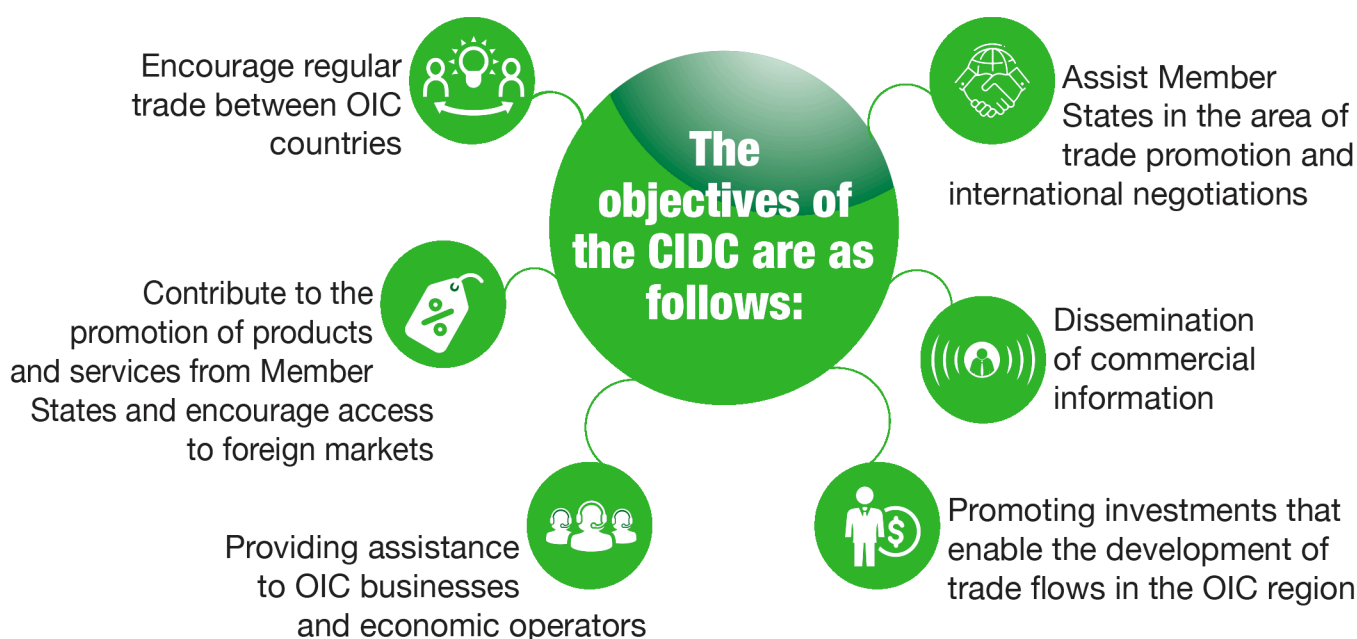 The
objectives of
the CIDC are as
follows:
Encourage regular
trade between OIC
countries
Contribute to the
promotion of products
and services from Member
States and encourage access
to foreign markets
Providing assistance
to OIC businesses
and economic operators
Assist Member
States in the area of
trade promotion and
international negotiations
Dissemination
of commercial
information
Promoting investments that
enable the development of
trade flows in the OIC region